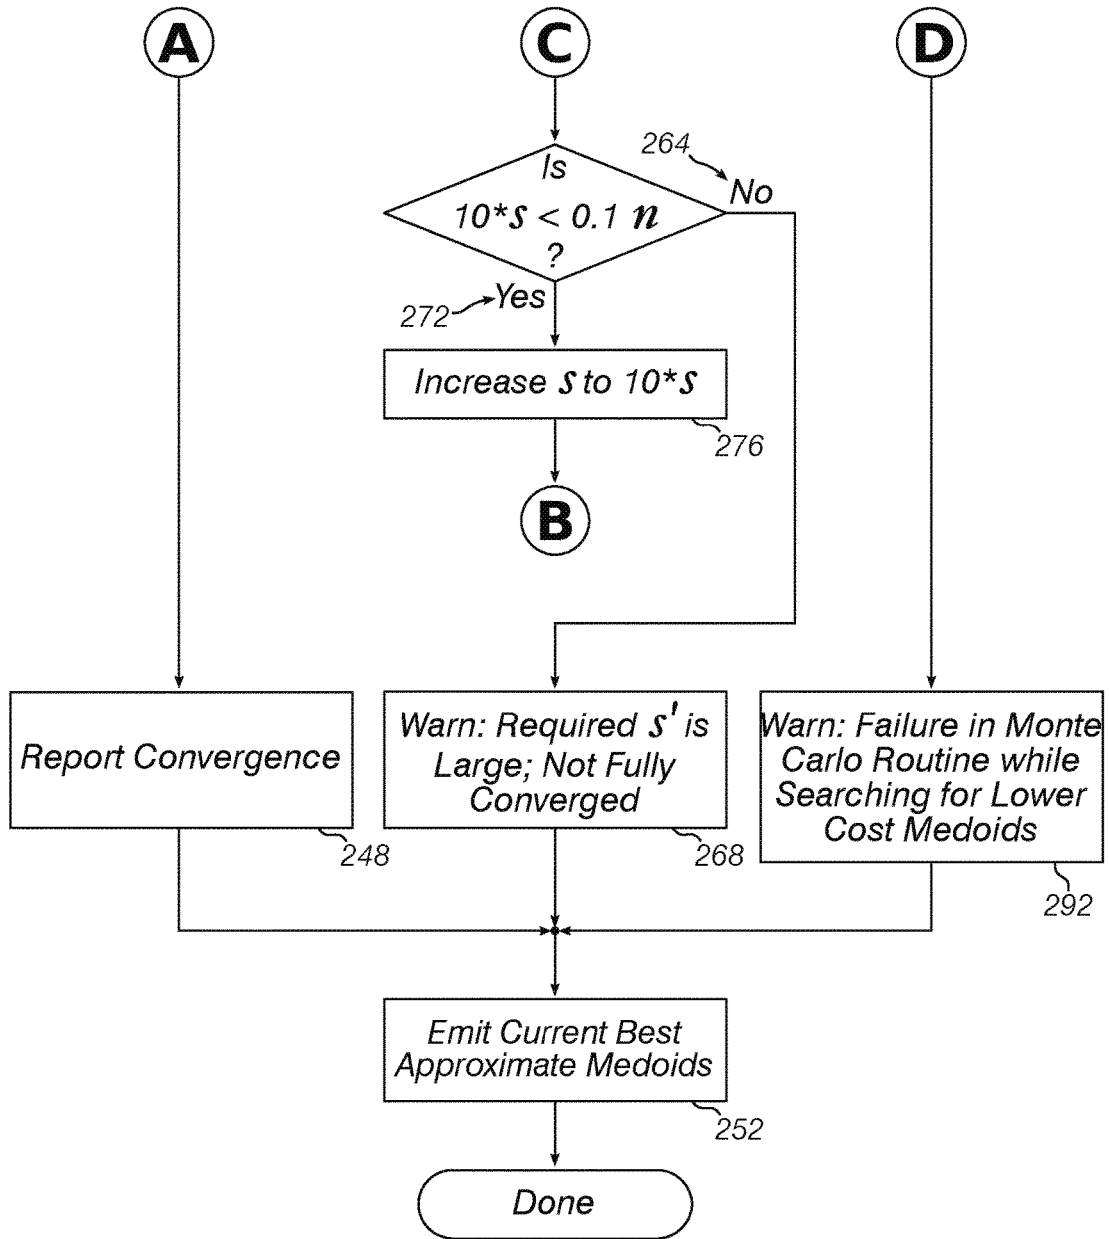 A
C
D
264
Is
No
10*s < 0.1 n
?
272
Yes
Increase s to 10*s
276
B
Report Convergence
248
Warn: Required s' is
Large; Not Fully
Converged
268
Warn: Failure in Monte
Carlo Routine while
Searching for Lower
Cost Medoids
292
Emit Current Best
Approximate Medoids
252
Done